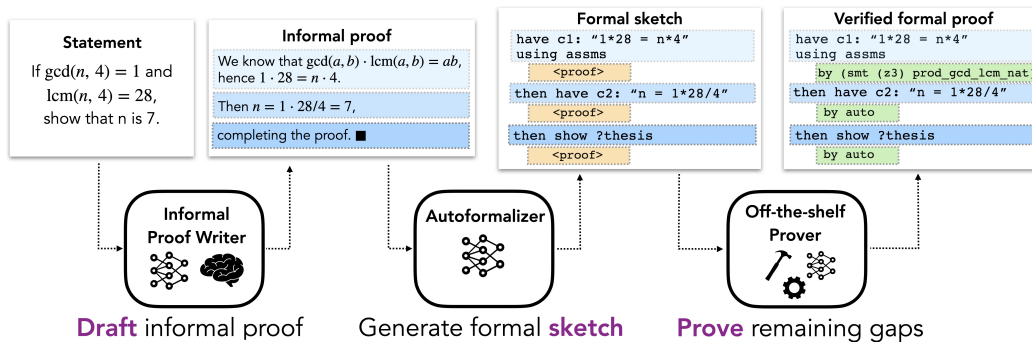 Statement
If gcd(n, 4) = 1 and
lcm(n, 4) = 28,
show that n is 7.
Informal proof
We know that gcd(a, b) · lcm(a, b) = ab,
hence 1 · 28 = n · 4.
Then n = 1 · 28/4 = 7,
completing the proof. ■
Formal sketch
have c1: “1*28 = n*4”
using assms
<proof>
then have c2: “n = 1*28/4”
<proof>
then show ?thesis
<proof>
Verified formal proof
have c1: “1*28 = n*4”
using assms
by (smt (z3) prod_gcd_lcm_nat
then have c2: “n = 1*28/4”
by auto
then show ?thesis
by auto
Informal
Proof Writer
Autoformalizer
Off-the-shelf
Prover
Draft informal proof
Generate formal sketch
Prove remaining gaps